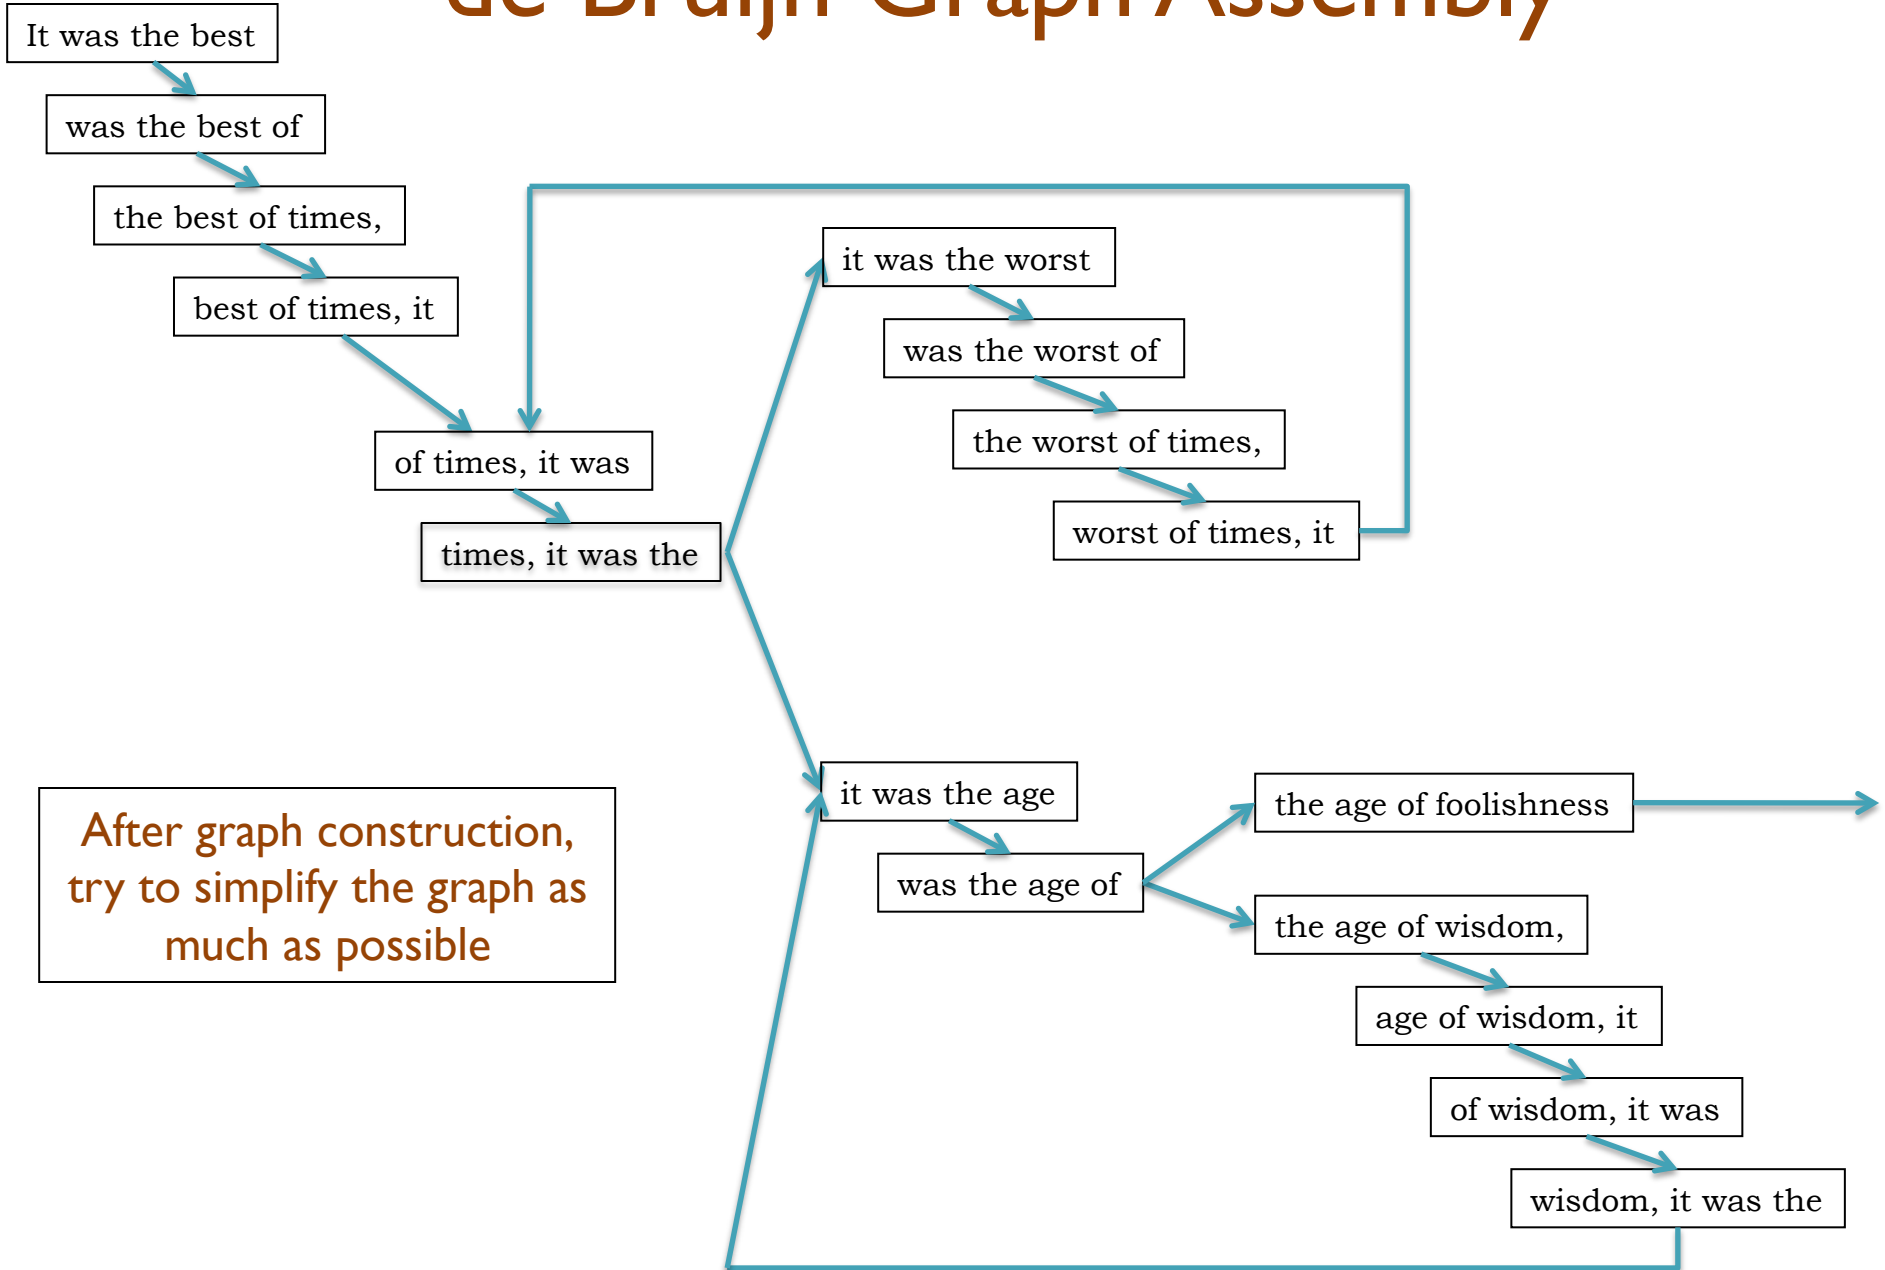 de Bruijn Graph Assembly
It was the best
was the best of
the best of times,
best of times, it
of times, it was
times, it was the
it was the worst
was the worst of
the worst of times,
worst of times, it
it was the age
was the age of
the age of foolishness
the age of wisdom,
age of wisdom, it
of wisdom, it was
wisdom, it was the
After graph construction,
try to simplify the graph as
much as possible